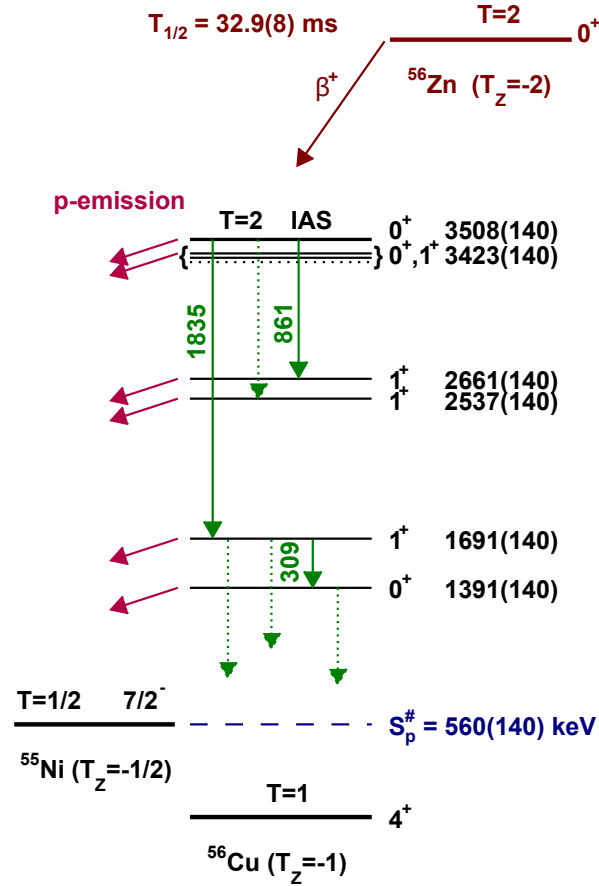 T1/2 = 32.9(8) ms
T=2
0+
β+
56Zn (TZ=-2)
p-emission
T=2 IAS
0+ 3508(140)
{ } 0+,1+ 3423(140)
1835
861
1+ 2661(140)
1+ 2537(140)
309
1+ 1691(140)
0+ 1391(140)
T=1/2 7/2-
Sp# = 560(140) keV
55Ni (TZ=-1/2)
T=1
4+
56Cu (TZ=-1)